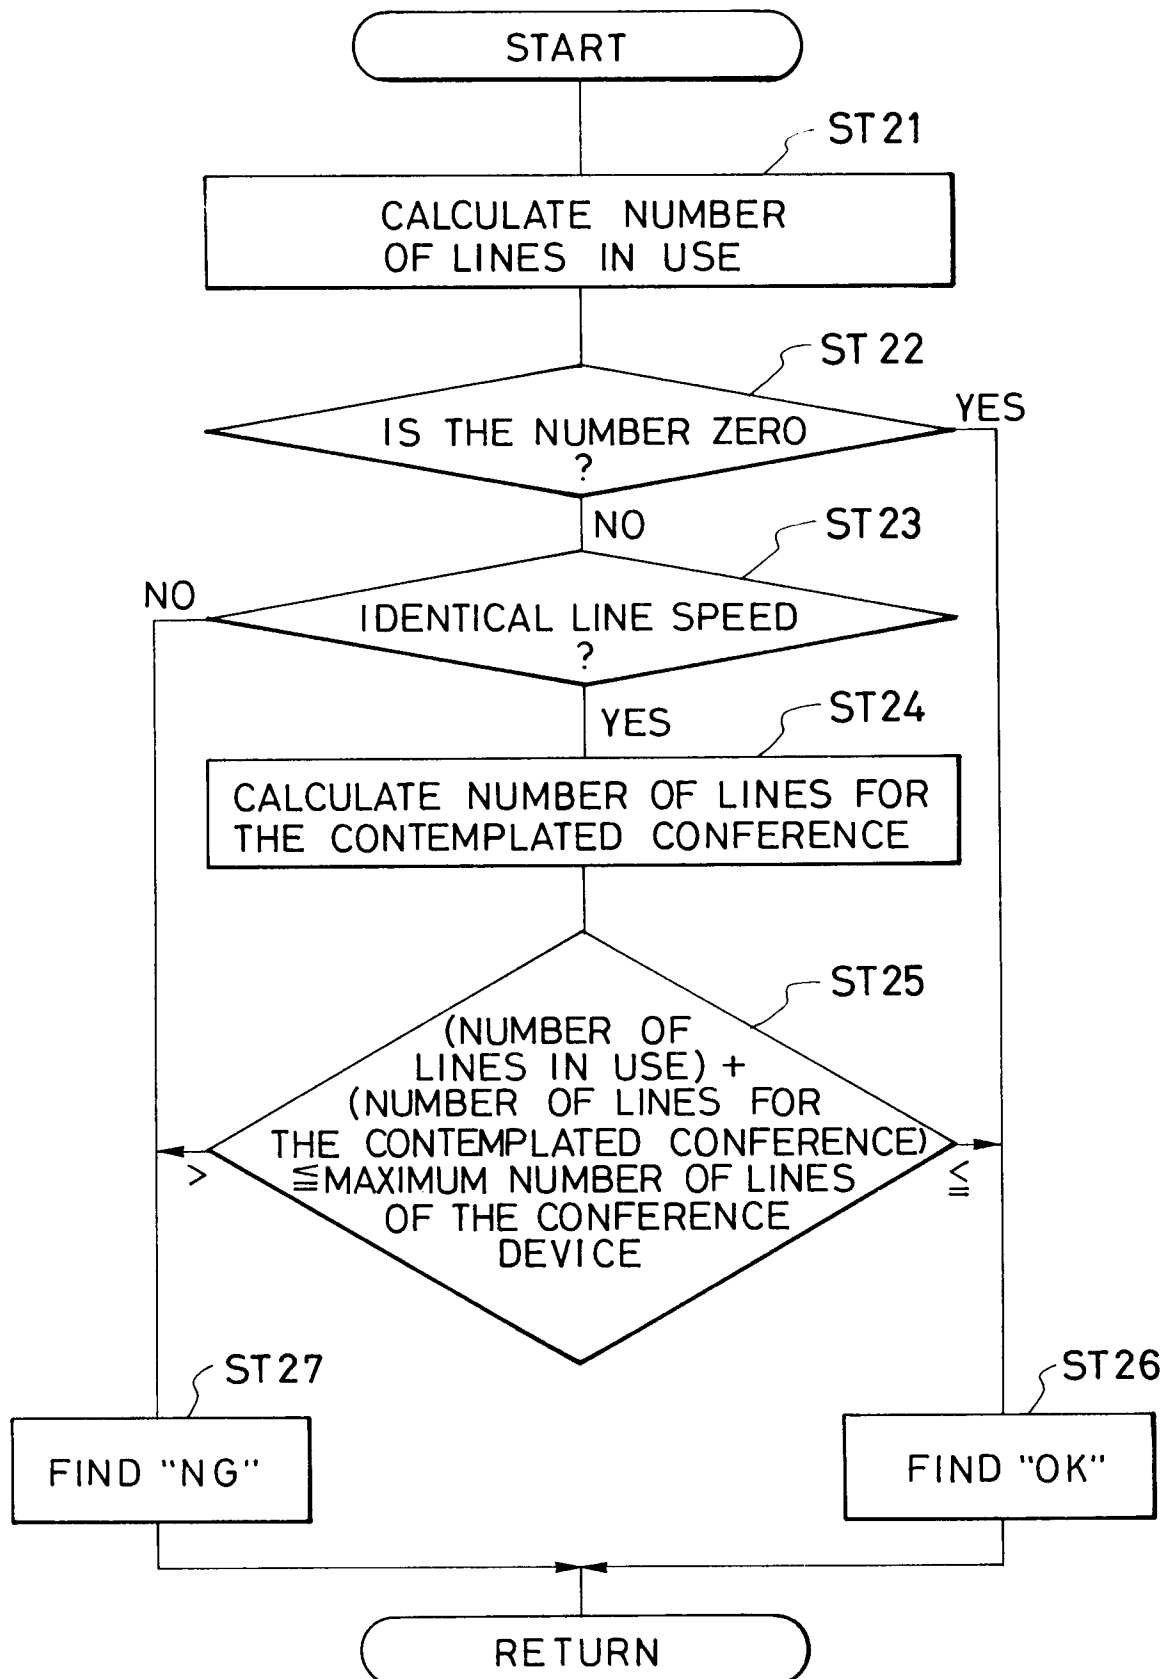 START
ST21
CALCULATE NUMBER
OF LINES IN USE
ST22
YES
IS THE NUMBER ZERO
?
NO
ST23
NO
IDENTICAL LINE SPEED
?
YES
ST24
CALCULATE NUMBER OF LINES FOR
THE CONTEMPLATED CONFERENCE
ST25
(NUMBER OF
LINES IN USE) +
(NUMBER OF LINES FOR
THE CONTEMPLATED CONFERENCE)
≦MAXIMUM NUMBER OF LINES
OF THE CONFERENCE
DEVICE
>
≦
ST27
FIND "NG"
ST26
FIND "OK"
RETURN